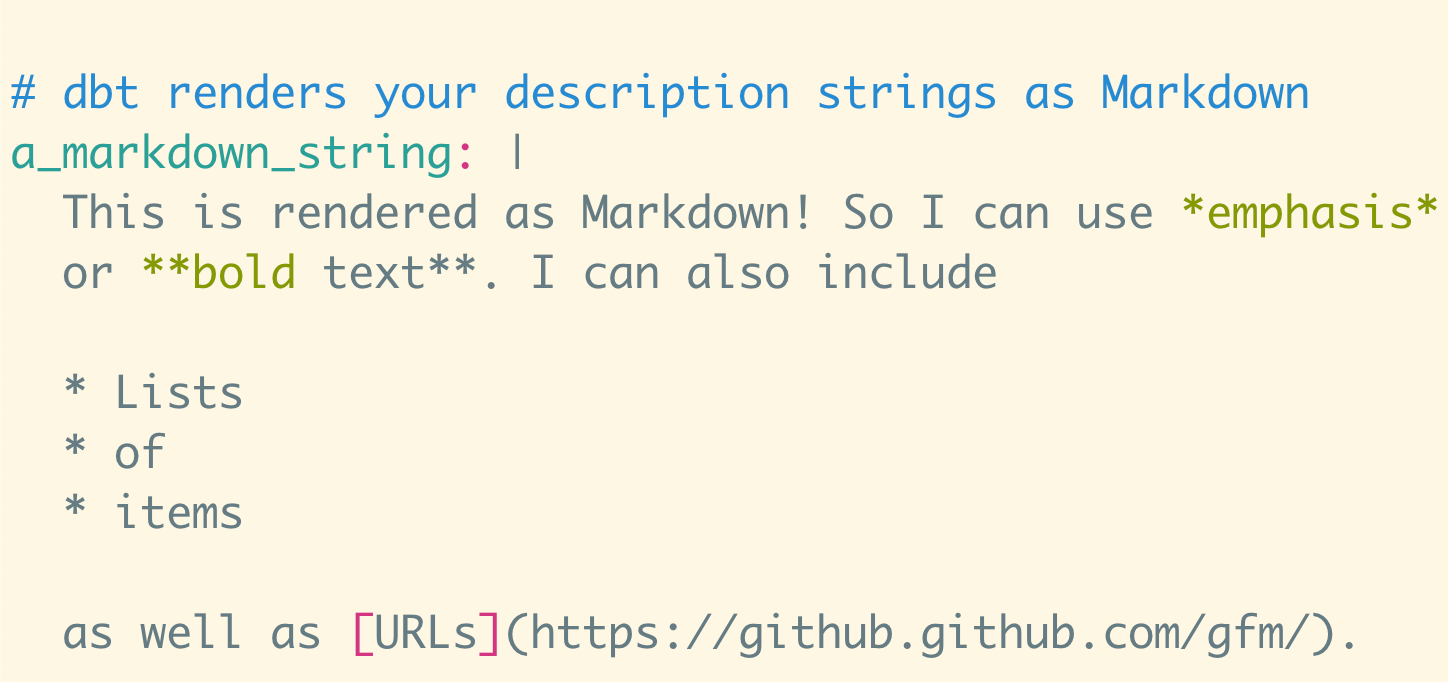 # dbt renders your description strings as Markdown
a_markdown_string: |
  This is rendered as Markdown! So I can use *emphasis*
  or **bold text**. I can also include

  * Lists
  * of
  * items

  as well as [URLs](https://github.github.com/gfm/).